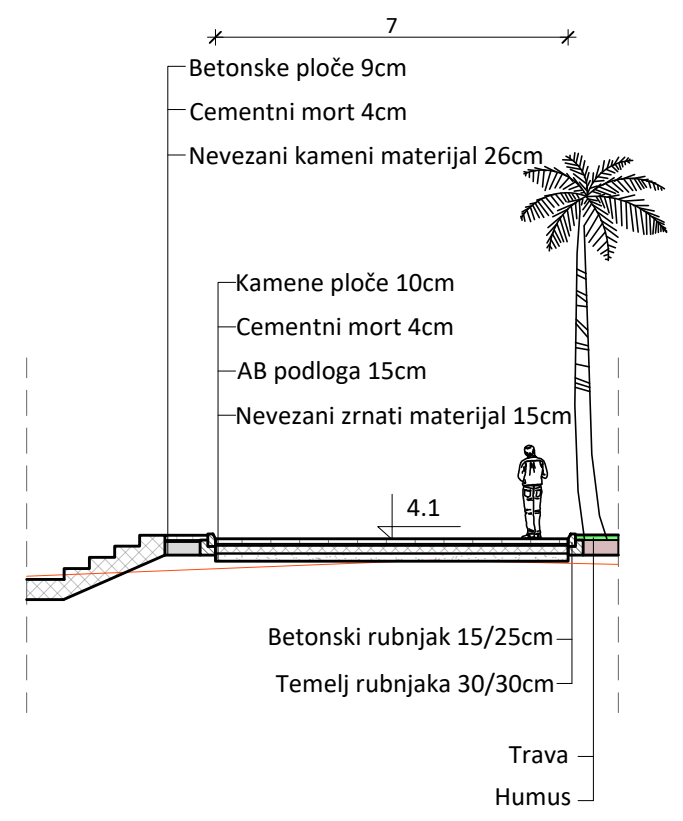 7
Betonske ploče 9cm
Cementni mort 4cm
Nevezani kameni materijal 26cm
Kamene ploče 10cm
Cementni mort 4cm
AB podloga 15cm
Nevezani zrnati materijal 15cm
4.1
Betonski rubnjak 15/25cm
Temelj rubnjaka 30/30cm
Trava
Humus